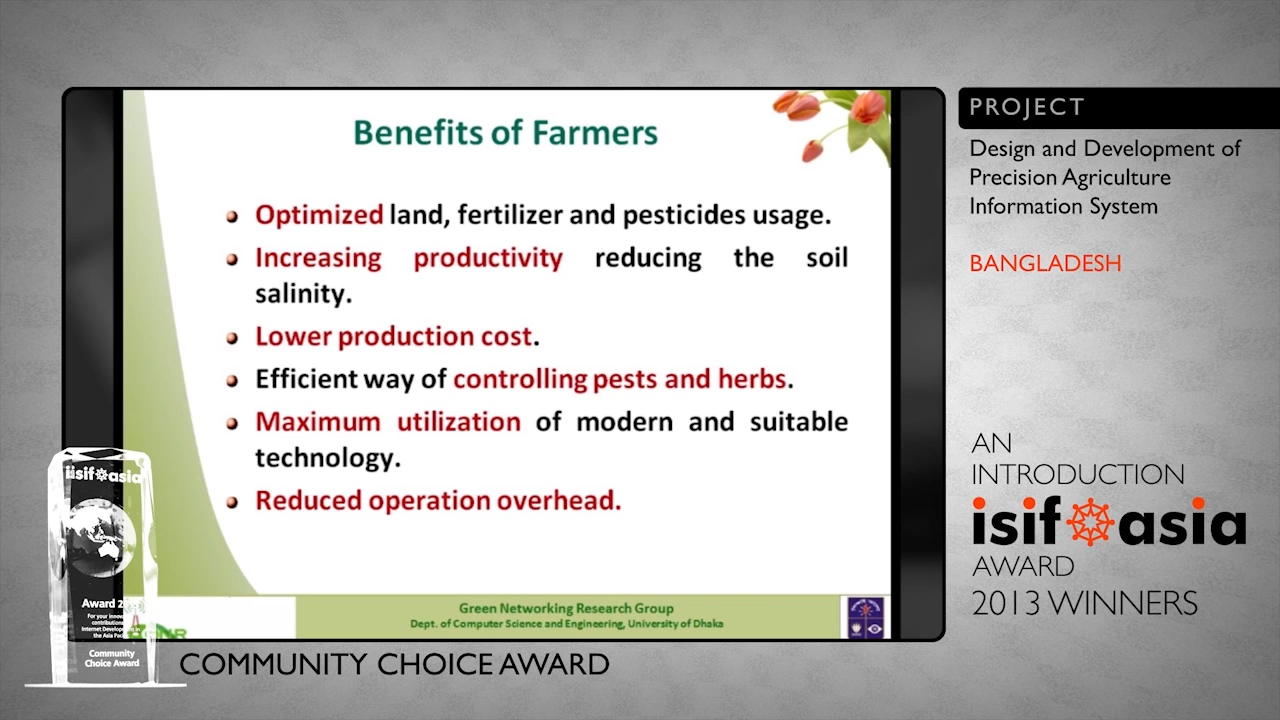 Benefits of Farmers
Optimized land, fertilizer and pesticides usage.
Increasing productivity reducing the soil
salinity.
Lower production cost.
Efficient way of controlling pests and herbs.
Maximum utilization of modern and suitable
technology.
Reduced operation overhead.
Green Networking Research Group
Dept. of Computer Science and Engineering, University of Dhaka
isif asia
Award
For your
Community
Choice Award
COMMUNITY CHOICE AWARD
PROJECT
Design and Development of
Precision Agriculture
Information System
BANGLADESH
AN
INTRODUCTION
isif asia
AWARD
2013 WINNERS